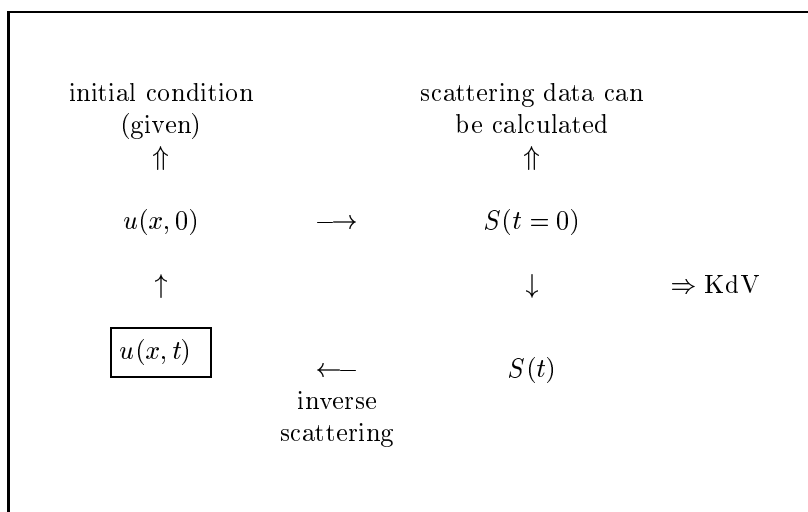 initial condition
(given)
⇑
scattering data can
be calculated
⇑
u(x, 0) ⟶ S(t = 0)
↑ ↓ ⇒ KdV
u(x, t) ⟵ S(t)
inverse
scattering